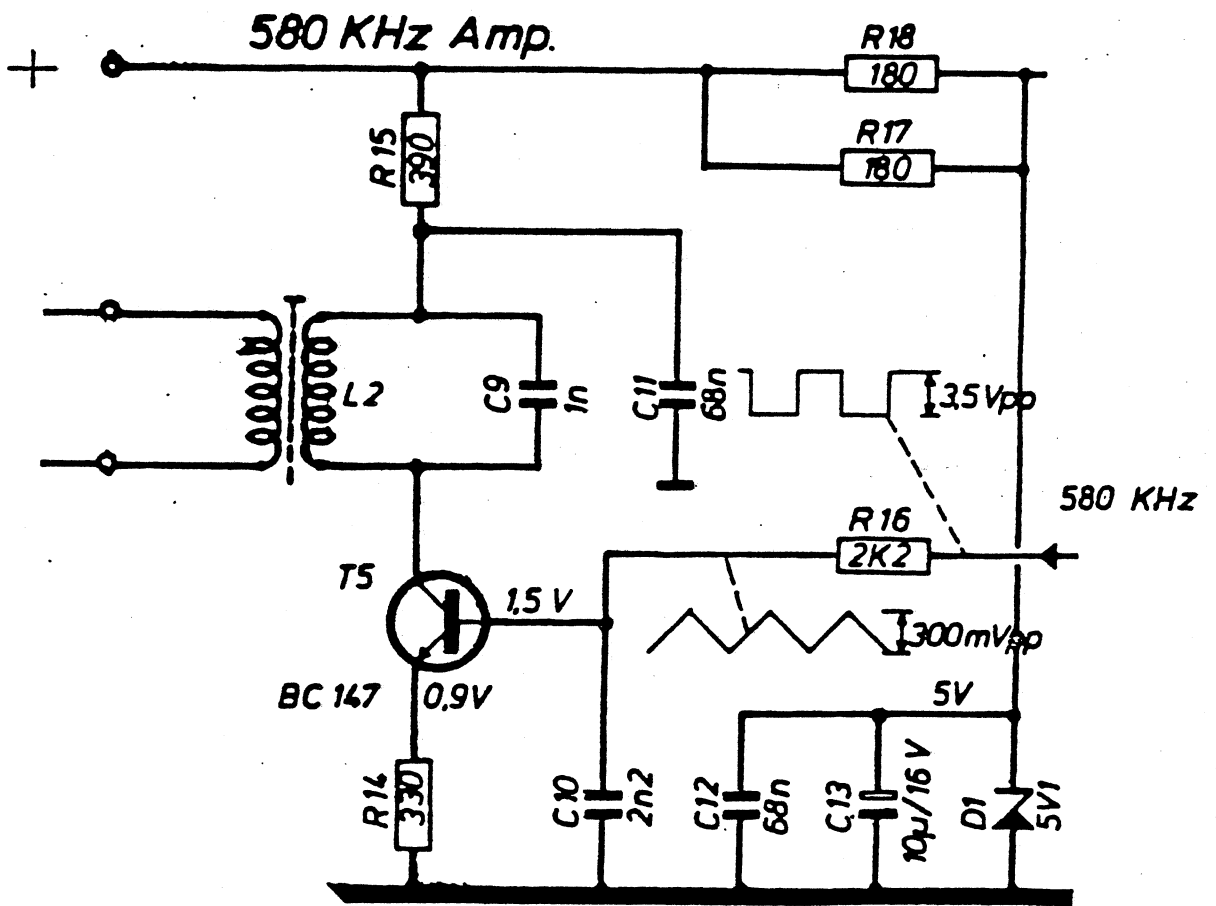 580 KHz Amp.
+
R18
180
R17
180
R15
390
L2
C9
1n
C11
68n
3,5 Vpp
580 KHz
R16
2K2
T5
1,5 V
300mVpp
BC 147
0,9V
5V
R14
330
C10
2n2
C12
68n
C13
10µ/16 V
D1
5V1